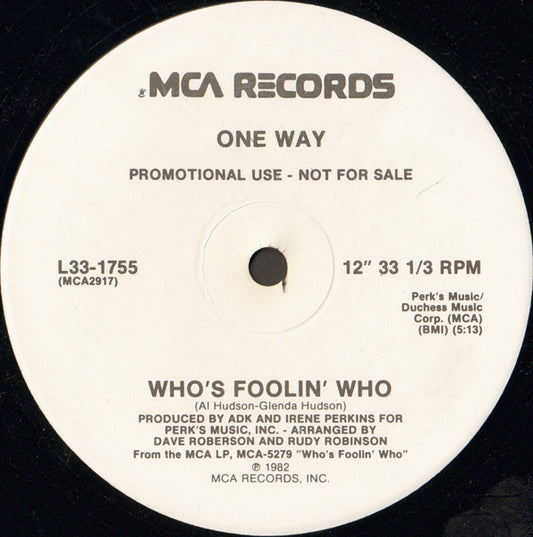 MCA RECORDS
ONE WAY
PROMOTIONAL USE - NOT FOR SALE
L33-1755
(MCA2917)
12" 33 1/3 RPM
Perk's Music/
Duchess Music
Corp. (MCA)
(BMI) (5:13)
WHO'S FOOLIN' WHO
(Al Hudson-Glenda Hudson)
PRODUCED BY ADK AND IRENE PERKINS FOR
PERK'S MUSIC, INC. - ARRANGED BY
DAVE ROBERSON AND RUDY ROBINSON
From the MCA LP, MCA-5279 "Who's Foolin' Who"
℗ 1982
MCA RECORDS, INC.